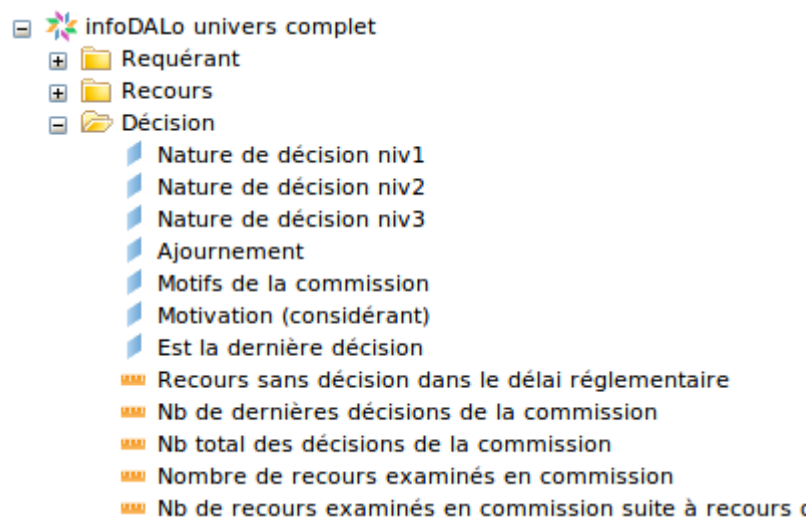 infoDALo univers complet
Requérant
Recours
Décision
Nature de décision niv1
Nature de décision niv2
Nature de décision niv3
Ajournement
Motifs de la commission
Motivation (considérant)
Est la dernière décision
Recours sans décision dans le délai réglementaire
Nb de dernières décisions de la commission
Nb total des décisions de la commission
Nombre de recours examinés en commission
Nb de recours examinés en commission suite à recours